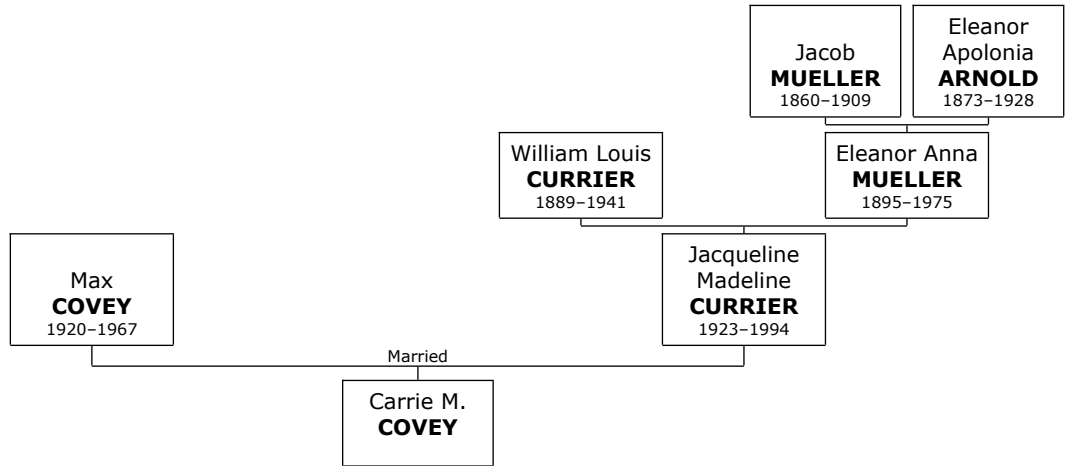 Jacob
MUELLER
1860–1909
Eleanor
Apolonia
ARNOLD
1873–1928
William Louis
CURRIER
1889–1941
Eleanor Anna
MUELLER
1895–1975
Max
COVEY
1920–1967
Jacqueline
Madeline
CURRIER
1923–1994
Married
Carrie M.
COVEY